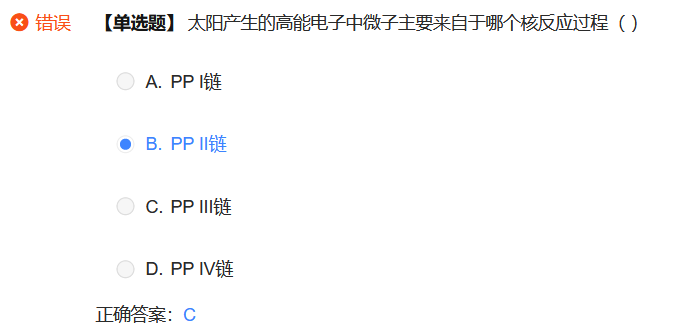 错误 【单选题】 太阳产生的高能电子中微子主要来自于哪个核反应过程（ ）
A. PP I链
B. PP II链
C. PP III链
D. PP IV链
正确答案：C